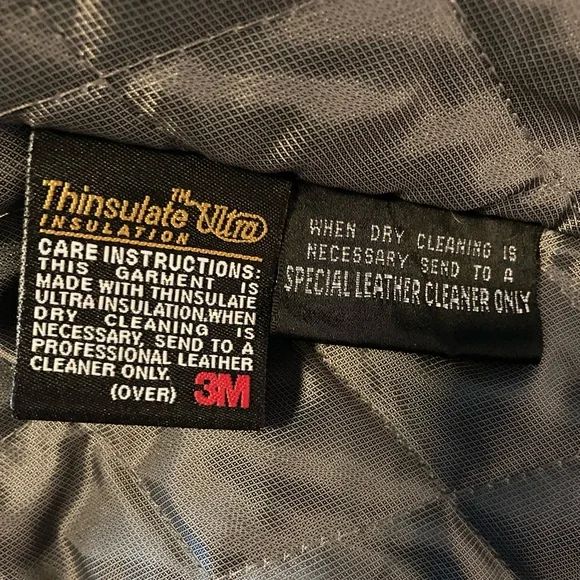 Thinsulate™ Ultra
INSULATION
CARE INSTRUCTIONS:
THIS GARMENT IS
MADE WITH THINSULATE
ULTRA INSULATION.WHEN
DRY CLEANING IS
NECESSARY, SEND TO A
PROFESSIONAL LEATHER
CLEANER ONLY.
(OVER) 3M
WHEN DRY CLEANING IS
NECESSARY SEND TO A
SPECIAL LEATHER CLEANER ONLY